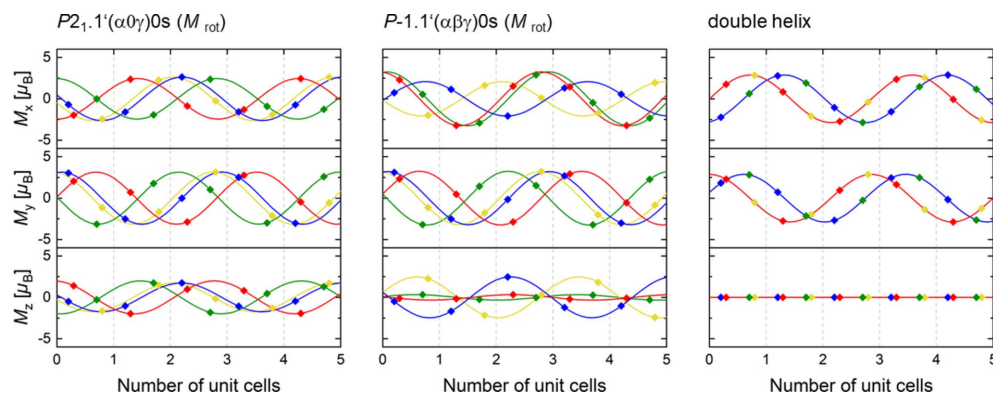 P2₁.1‘(α0γ)0s (M rot) P-1.1‘(αβγ)0s (M rot) double helix
Mx [μB]
5
0
-5
My [μB]
5
0
-5
Mz [μB]
5
0
-5
0 1 2 3 4 5 0 1 2 3 4 5 0 1 2 3 4 5
Number of unit cells Number of unit cells Number of unit cells